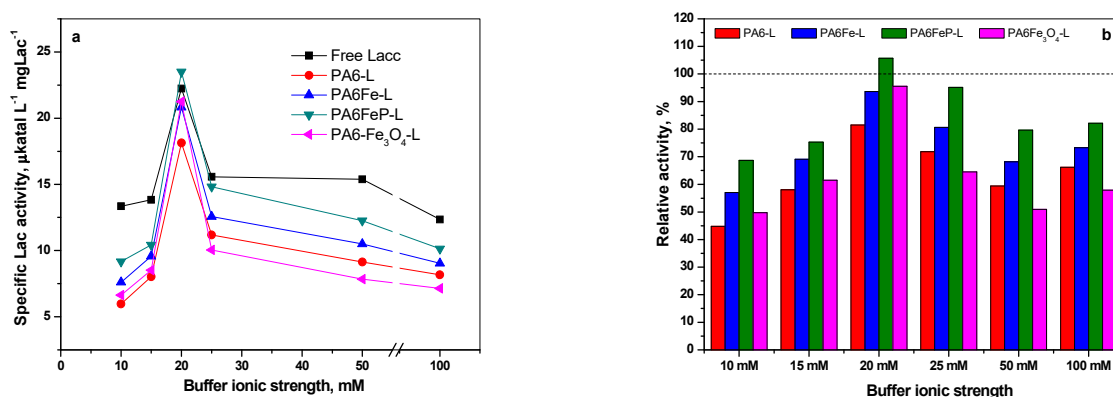 a
25
20
15
10
5
0 10 20 30 40 50 100
Specific Lac activity, µkatal L⁻¹ mgLac⁻¹
Buffer ionic strength, mM
Free Lacc
PA6-L
PA6Fe-L
PA6FeP-L
PA6-Fe₃O₄-L
b
120
110
100
90
80
70
60
50
40
30
20
10
0
Relative activity, %
PA6-L PA6Fe-L PA6FeP-L PA6Fe₃O₄-L
10 mM 15 mM 20 mM 25 mM 50 mM 100 mM
Buffer ionic strength